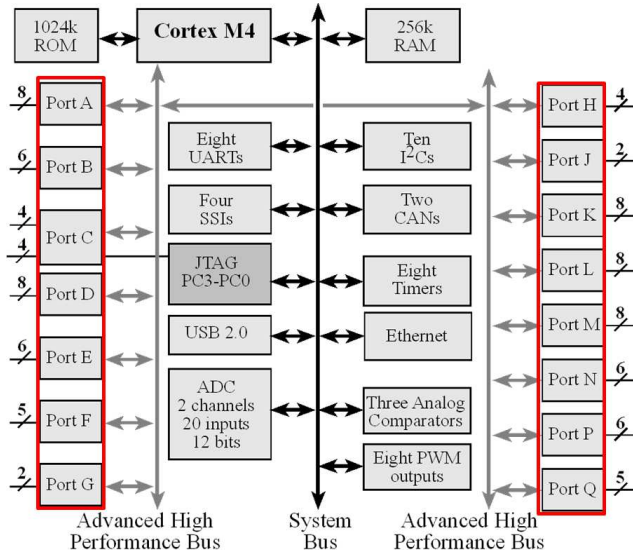 1024k
ROM
Cortex M4
256k
RAM
8
Port A
Port H
4
Eight
UARTs
Ten
I²Cs
6
Port B
Port J
2
Four
SSIs
Two
CANs
4
Port C
4
Port K
8
JTAG
PC3-PC0
Eight
Timers
8
Port D
Port L
8
USB 2.0
Ethernet
Port M
8
6
Port E
Port N
6
ADC
2 channels
20 inputs
12 bits
Three Analog
Comparators
5
Port F
Port P
6
Eight PWM
outputs
2
Port G
Port Q
5
Advanced High
Performance Bus
System
Bus
Advanced High
Performance Bus